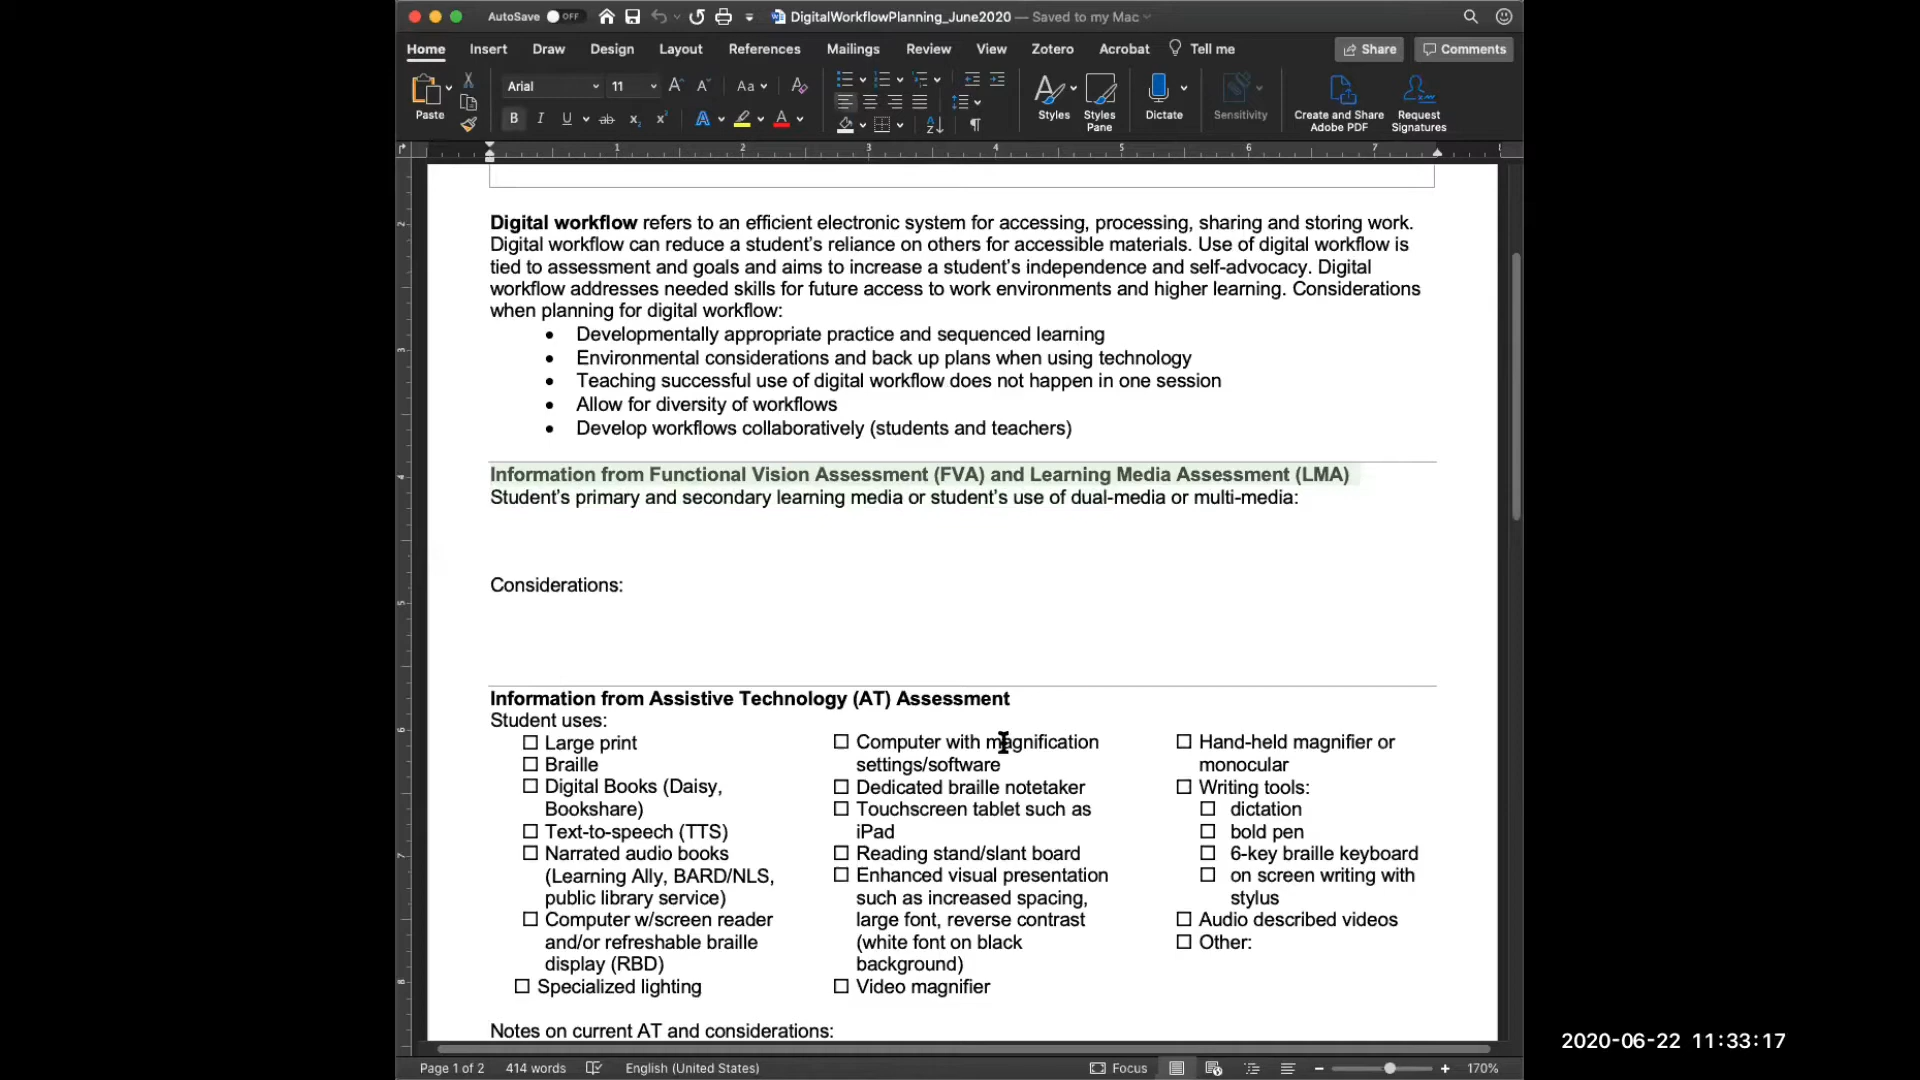 AutoSave OFF DigitalWorkflowPlanning_June2020 — Saved to my Mac
Home Insert Draw Design Layout References Mailings Review View Zotero Acrobat Tell me Share Comments
Arial 11 Aa
Paste B I U ab x₂ x² A A Styles Styles Pane Dictate Sensitivity Create and Share Adobe PDF Request Signatures
1 2 3 4 5 6 7
Digital workflow refers to an efficient electronic system for accessing, processing, sharing and storing work.
Digital workflow can reduce a student's reliance on others for accessible materials. Use of digital workflow is
tied to assessment and goals and aims to increase a student's independence and self-advocacy. Digital
workflow addresses needed skills for future access to work environments and higher learning. Considerations
when planning for digital workflow:
• Developmentally appropriate practice and sequenced learning
• Environmental considerations and back up plans when using technology
• Teaching successful use of digital workflow does not happen in one session
• Allow for diversity of workflows
• Develop workflows collaboratively (students and teachers)
Information from Functional Vision Assessment (FVA) and Learning Media Assessment (LMA)
Student's primary and secondary learning media or student's use of dual-media or multi-media:
Considerations:
Information from Assistive Technology (AT) Assessment
Student uses:
☐ Large print
☐ Braille
☐ Digital Books (Daisy,
Bookshare)
☐ Text-to-speech (TTS)
☐ Narrated audio books
(Learning Ally, BARD/NLS,
public library service)
☐ Computer w/screen reader
and/or refreshable braille
display (RBD)
☐ Specialized lighting
☐ Computer with magnification
settings/software
☐ Dedicated braille notetaker
☐ Touchscreen tablet such as
iPad
☐ Reading stand/slant board
☐ Enhanced visual presentation
such as increased spacing,
large font, reverse contrast
(white font on black
background)
☐ Video magnifier
☐ Hand-held magnifier or
monocular
☐ Writing tools:
☐ dictation
☐ bold pen
☐ 6-key braille keyboard
☐ on screen writing with
stylus
☐ Audio described videos
☐ Other:
Notes on current AT and considerations:
Page 1 of 2 414 words English (United States) Focus 170%
2020-06-22 11:33:17